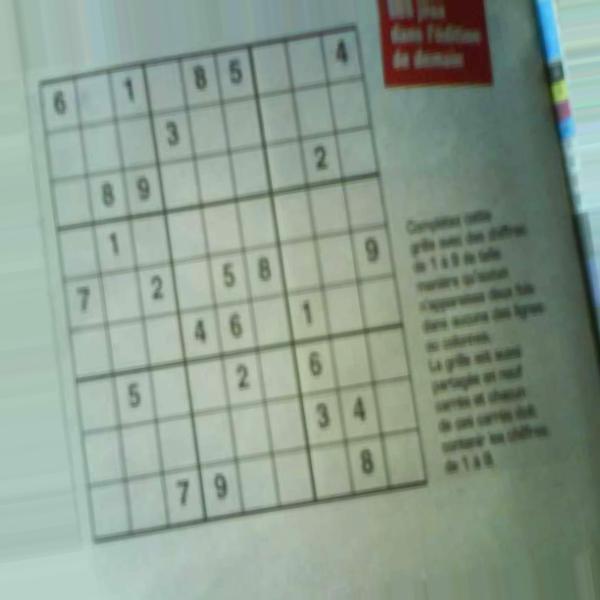 6 1 8 5 4
3
8 9 2
1
7 2 5 8 9
4 6 1
5 2 6
3 4
7 9 8
jeux
dans l'édition
de demain
Complétez cette
grille avec des chiffres
de 1 à 9 de telle
manière qu'aucun
n'apparaisse deux fois
dans aucune des lignes
ou colonnes.
La grille est aussi
partagée en neuf
carrés et chacun
de ces carrés doit
contenir les chiffres
de 1 à 9.